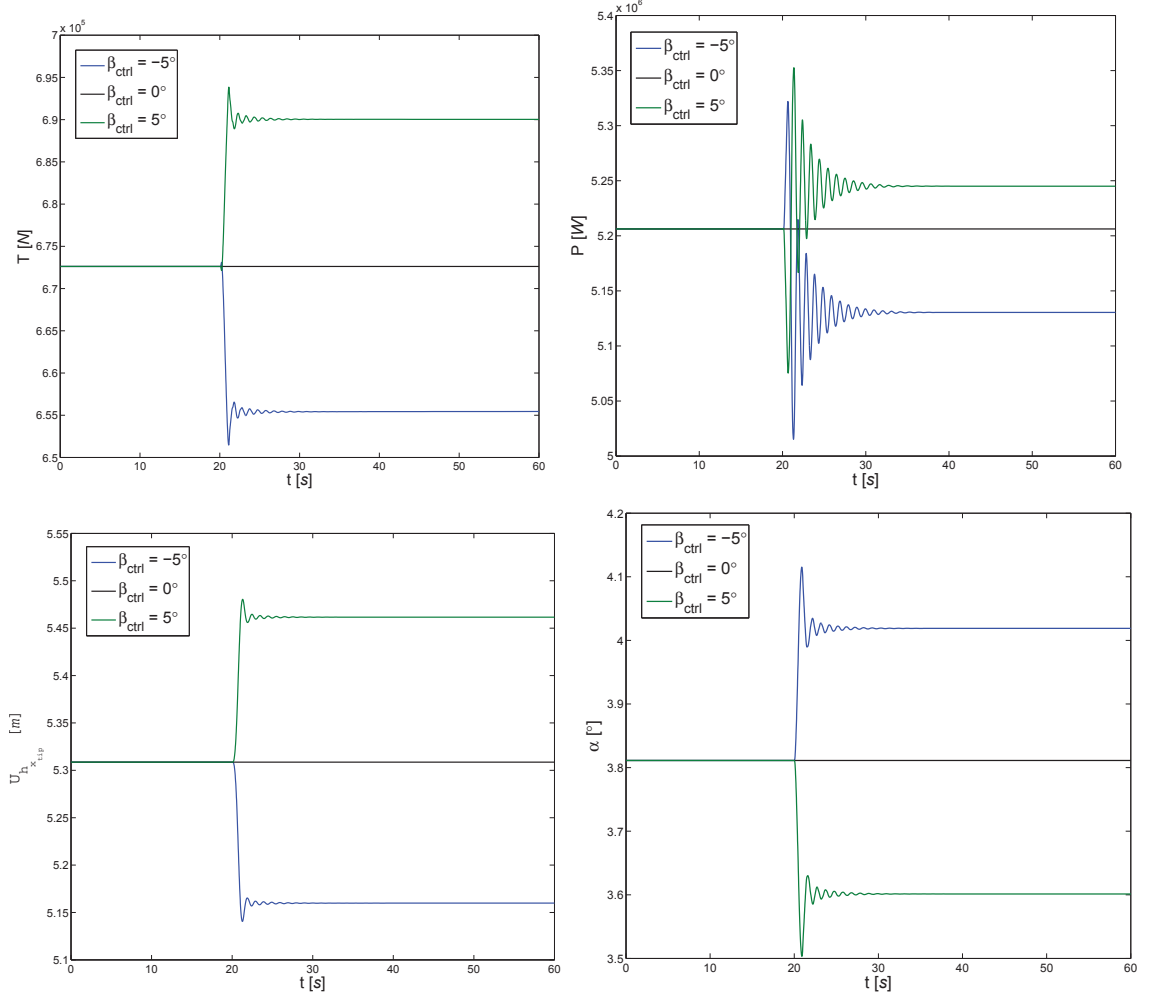 7 x 10⁵
6.95
6.9
6.85
6.8
6.75
6.7
6.65
6.6
6.55
6.5
T [N]
β_ctrl = −5°
β_ctrl = 0°
β_ctrl = 5°
0 10 20 30 40 50 60
t [s]
5.4 x 10⁶
5.35
5.3
5.25
5.2
5.15
5.1
5.05
5
P [W]
β_ctrl = −5°
β_ctrl = 0°
β_ctrl = 5°
0 10 20 30 40 50 60
t [s]
5.55
5.5
5.45
5.4
5.35
5.3
5.25
5.2
5.15
5.1
U_h_x_tip [m]
β_ctrl = −5°
β_ctrl = 0°
β_ctrl = 5°
0 10 20 30 40 50 60
t [s]
4.2
4.1
4
3.9
3.8
3.7
3.6
3.5
α [°]
β_ctrl = −5°
β_ctrl = 0°
β_ctrl = 5°
0 10 20 30 40 50 60
t [s]